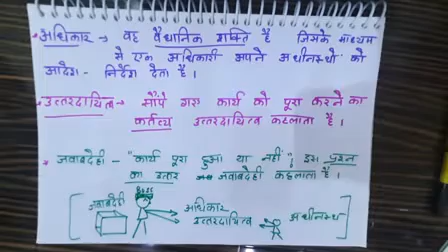 अधिकार → वह वैधानिक शक्ति है जिसके माध्यम
से एक अधिकारी अपने अधीनस्थों को
आदेश - निर्देश देता है।
उत्तरदायित्व → सौंपे गए कार्य को पूरा करने का
कर्तव्य उत्तरदायित्व कहलाता है।
जवाबदेही - "कार्य पूरा हुआ या नहीं", इस प्रश्न
का उत्तर जवाबदेही कहलाता है।
Boss
जवाबदेही
अधिकार
उत्तरदायित्व
अधीनस्थ